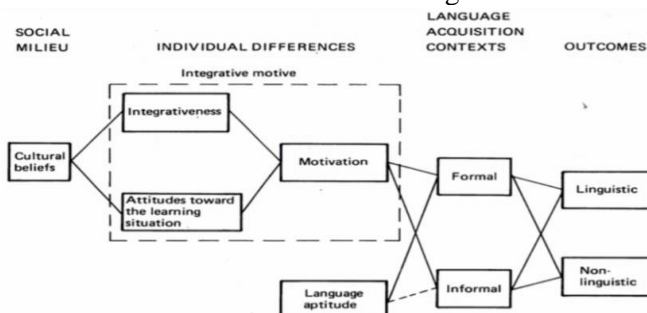 SOCIAL
MILIEU
INDIVIDUAL DIFFERENCES
LANGUAGE
ACQUISITION
CONTEXTS
OUTCOMES
Integrative motive
Integrativeness
Cultural
beliefs
Motivation
Attitudes toward
the learning
situation
Formal
Linguistic
Language
aptitude
Informal
Non-
linguistic